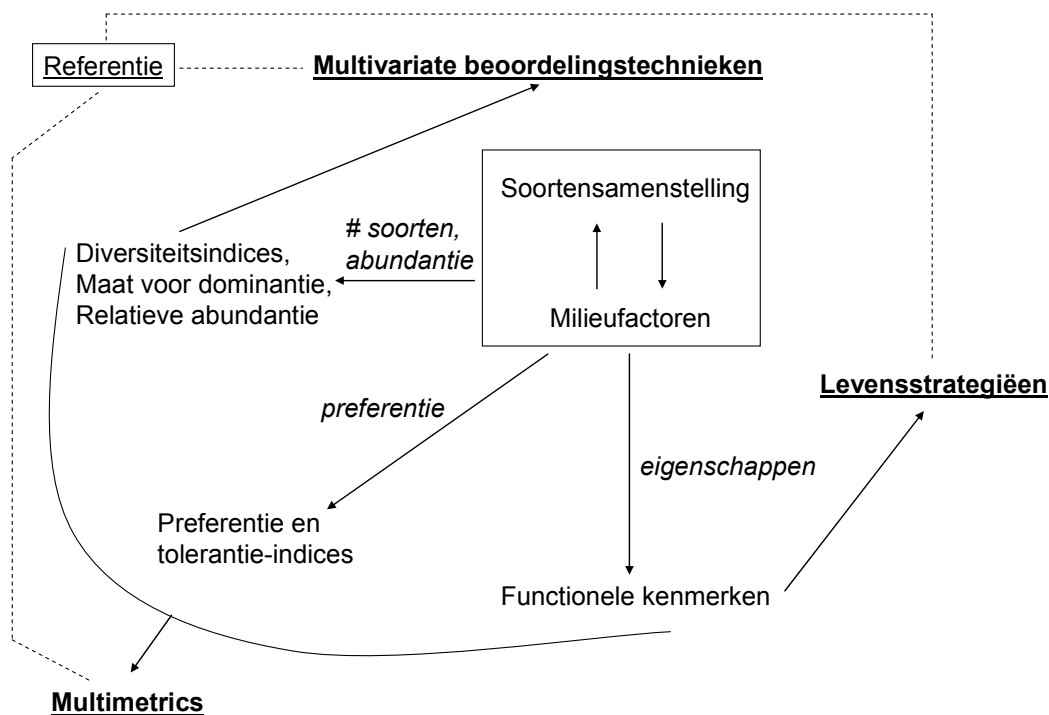 Referentie
Multivariate beoordelingstechnieken
Soortensamenstelling
# soorten,
abundantie
Diversiteitsindices,
Maat voor dominantie,
Relatieve abundantie
Milieufactoren
Levensstrategiëen
preferentie
eigenschappen
Preferentie en
tolerantie-indices
Functionele kenmerken
Multimetrics